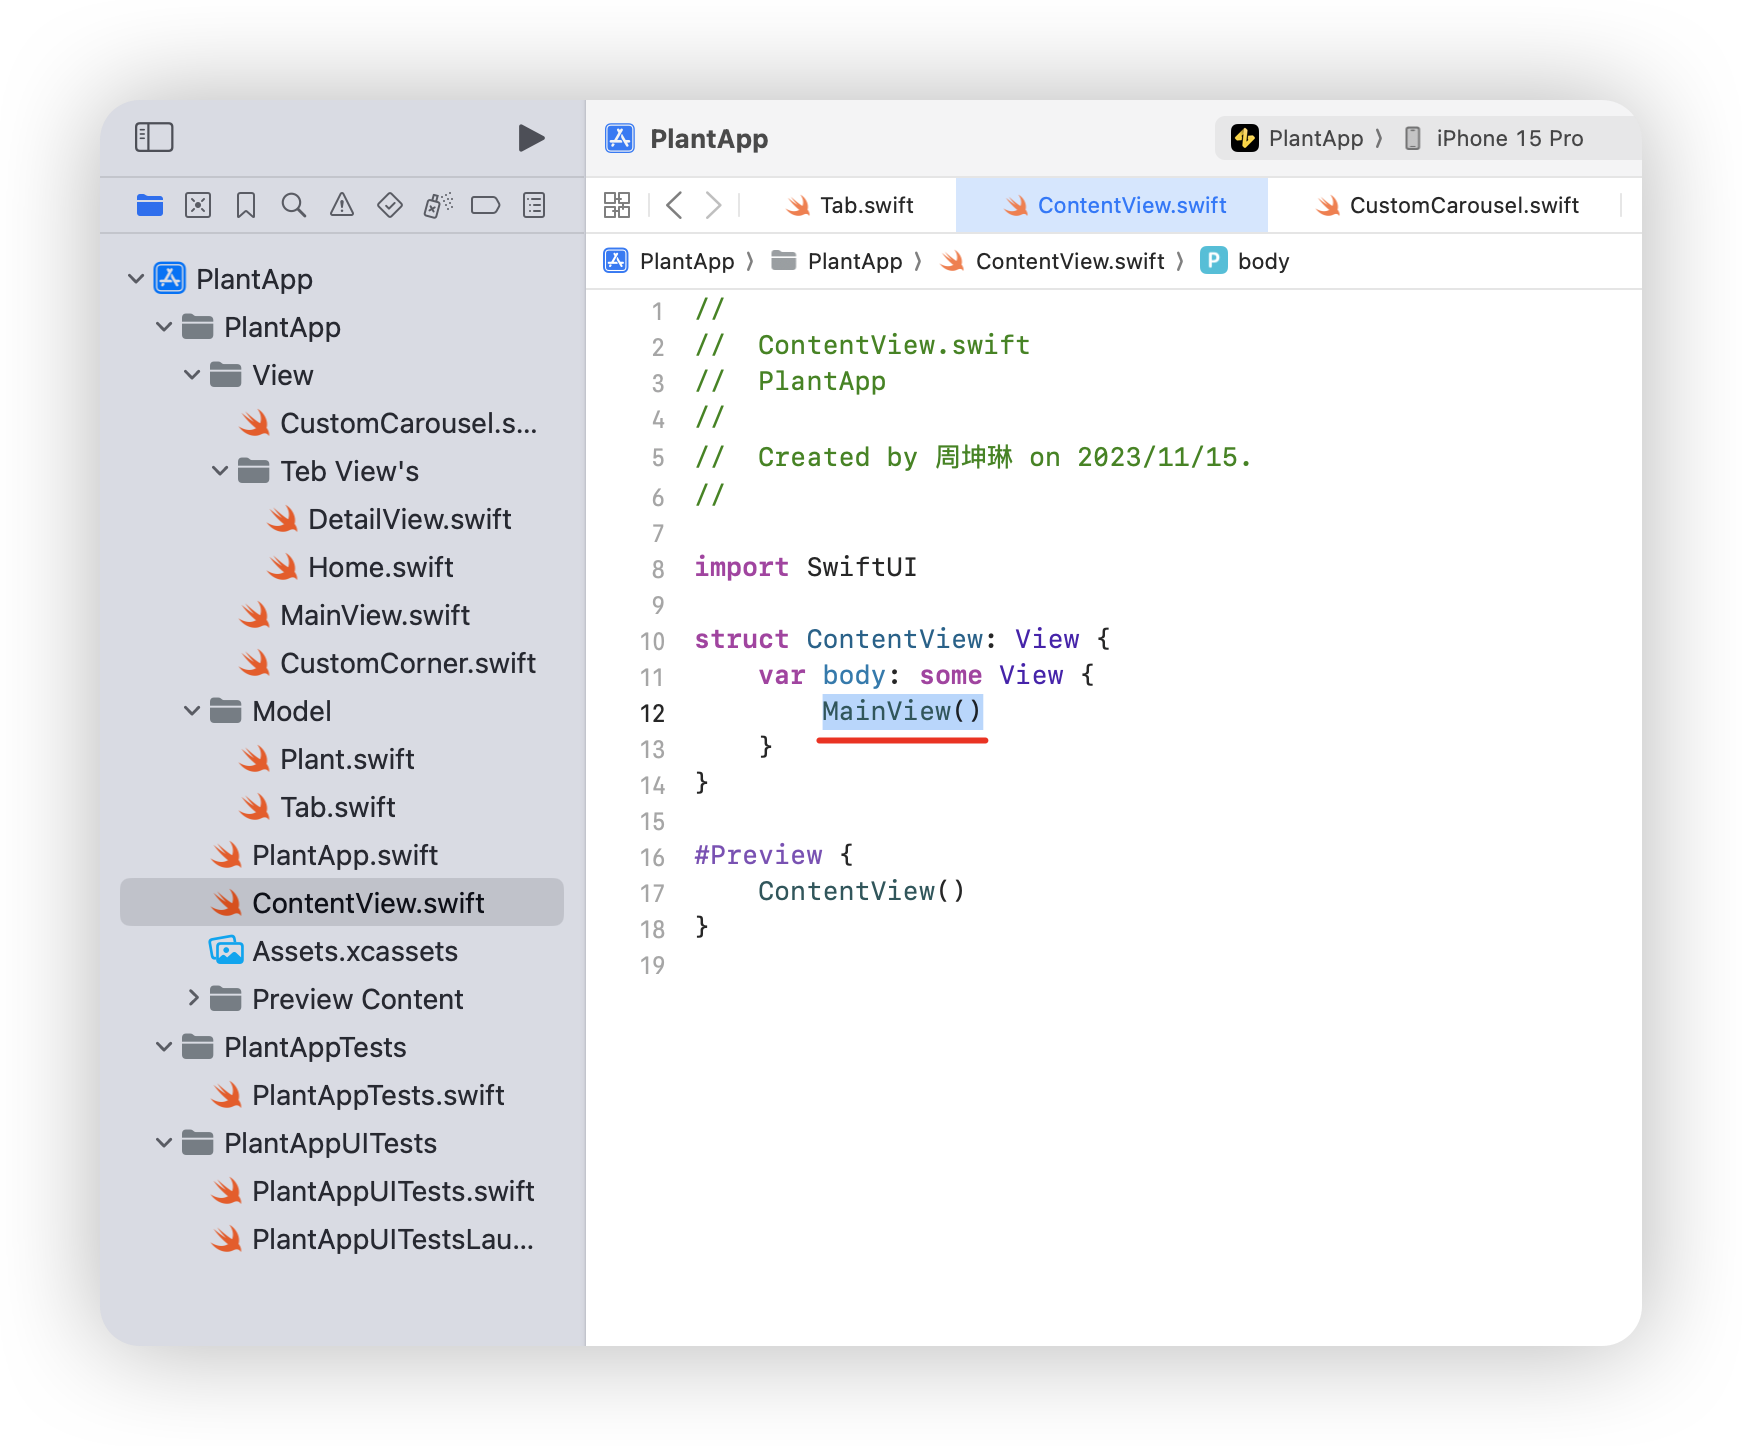 PlantApp
PlantApp 〉 iPhone 15 Pro
Tab.swift
ContentView.swift
CustomCarousel.swift
PlantApp 〉 PlantApp 〉 ContentView.swift 〉 P body
PlantApp
PlantApp
View
CustomCarousel.s...
Teb View's
DetailView.swift
Home.swift
MainView.swift
CustomCorner.swift
Model
Plant.swift
Tab.swift
PlantApp.swift
ContentView.swift
Assets.xcassets
Preview Content
PlantAppTests
PlantAppTests.swift
PlantAppUITests
PlantAppUITests.swift
PlantAppUITestsLau...
1 //
2 //  ContentView.swift
3 //  PlantApp
4 //
5 //  Created by 周坤琳 on 2023/11/15.
6 //
7
8 import SwiftUI
9
10 struct ContentView: View {
11     var body: some View {
12         MainView()
13     }
14 }
15
16 #Preview {
17     ContentView()
18 }
19